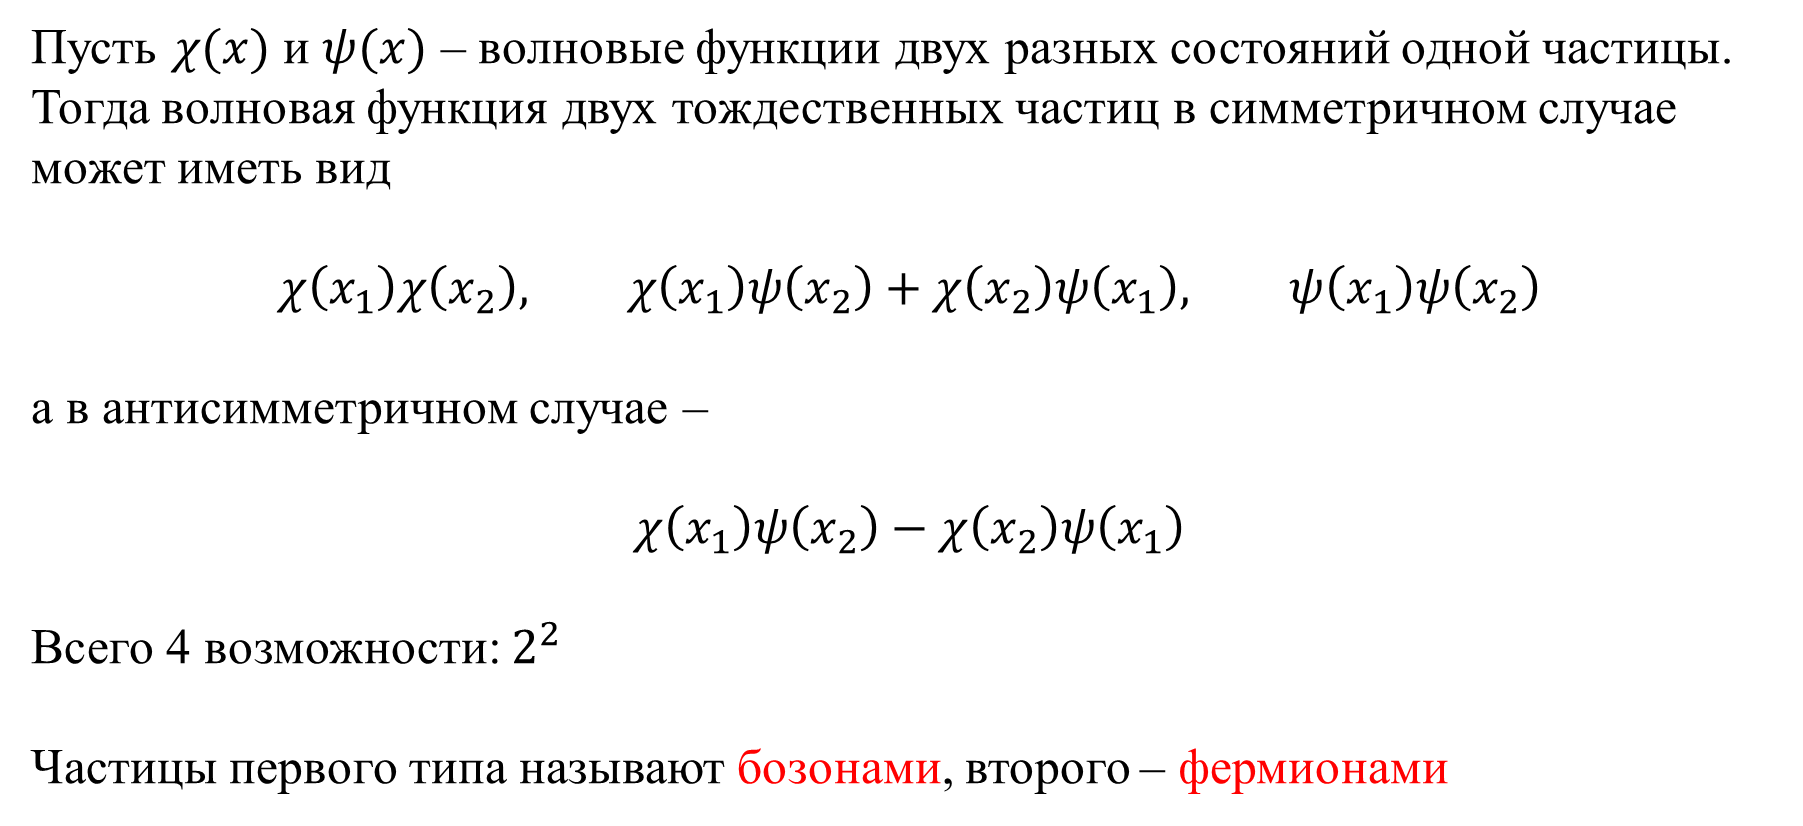 Пусть χ(x) и ψ(x) – волновые функции двух разных состояний одной частицы.
Тогда волновая функция двух тождественных частиц в симметричном случае
может иметь вид
χ(x₁)χ(x₂), χ(x₁)ψ(x₂) + χ(x₂)ψ(x₁), ψ(x₁)ψ(x₂)
а в антисимметричном случае –
χ(x₁)ψ(x₂) − χ(x₂)ψ(x₁)
Всего 4 возможности: 2²
Частицы первого типа называют бозонами, второго – фермионами